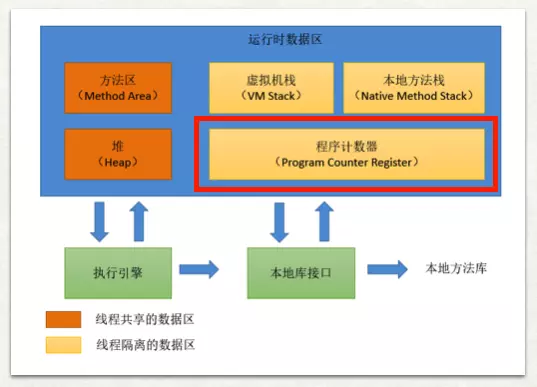 运行时数据区
方法区
（Method Area）
虚拟机栈
（VM Stack）
本地方法栈
（Native Method Stack）
堆
（Heap）
程序计数器
（Program Counter Register）
执行引擎
本地库接口
本地方法库
线程共享的数据区
线程隔离的数据区